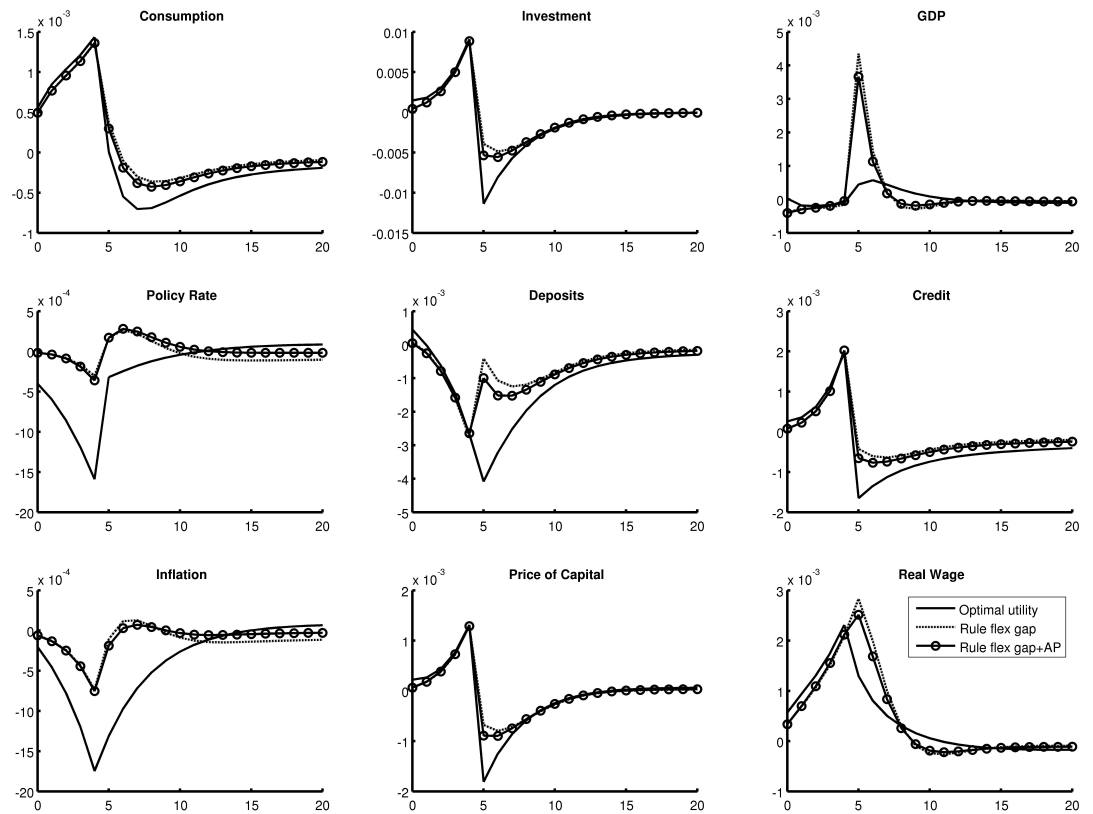 Consumption
x 10-3
1.5
1
0.5
0
-0.5
-1
0 5 10 15 20
Investment
0.01
0.005
0
-0.005
-0.01
-0.015
0 5 10 15 20
GDP
x 10-3
5
4
3
2
1
0
-1
0 5 10 15 20
Policy Rate
x 10-4
5
0
-5
-10
-15
-20
0 5 10 15 20
Deposits
x 10-3
1
0
-1
-2
-3
-4
-5
0 5 10 15 20
Credit
x 10-3
3
2
1
0
-1
-2
0 5 10 15 20
Inflation
x 10-4
5
0
-5
-10
-15
-20
0 5 10 15 20
Price of Capital
x 10-3
2
1
0
-1
-2
0 5 10 15 20
Real Wage
x 10-3
3
2
1
0
-1
0 5 10 15 20
Optimal utility
Rule flex gap
Rule flex gap+AP